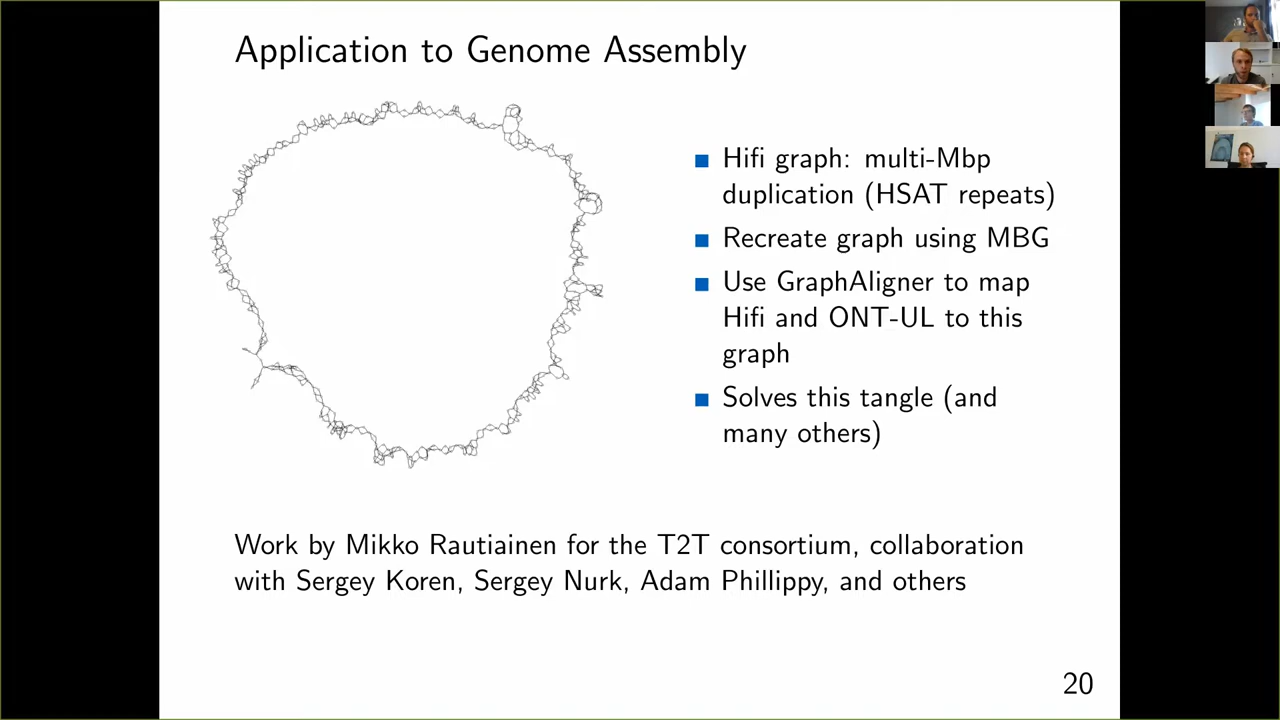 Application to Genome Assembly
Hifi graph: multi-Mbp
duplication (HSAT repeats)
Recreate graph using MBG
Use GraphAligner to map
Hifi and ONT-UL to this
graph
Solves this tangle (and
many others)
Work by Mikko Rautiainen for the T2T consortium, collaboration
with Sergey Koren, Sergey Nurk, Adam Phillippy, and others
20